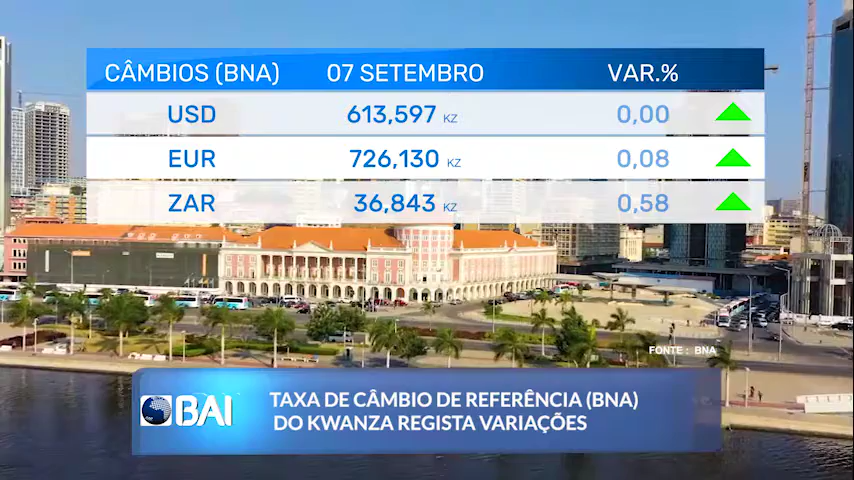 CÂMBIOS (BNA) 07 SETEMBRO VAR.%
USD 613,597 KZ 0,00
EUR 726,130 KZ 0,08
ZAR 36,843 KZ 0,58
FONTE : BNA
BAI
TAXA DE CÂMBIO DE REFERÊNCIA (BNA)
DO KWANZA REGISTA VARIAÇÕES